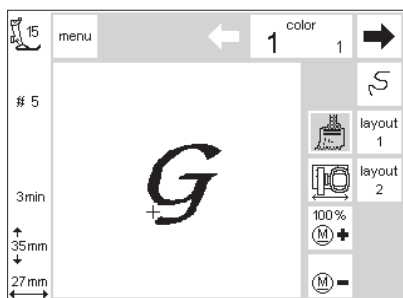 15
menu
color
1 1
# 5
layout
1
layout
2
3min
100%
M +
35mm
M -
27mm
G